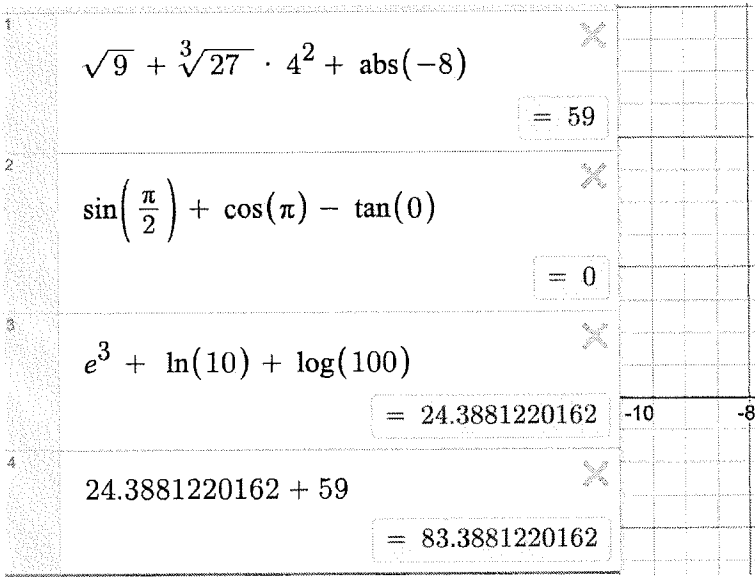 1
√9 + ∛27 · 4² + abs(−8)
= 59
2
sin(π/2) + cos(π) − tan(0)
= 0
3
e³ + ln(10) + log(100)
= 24.3881220162
-10 -8
4
24.3881220162 + 59
= 83.3881220162